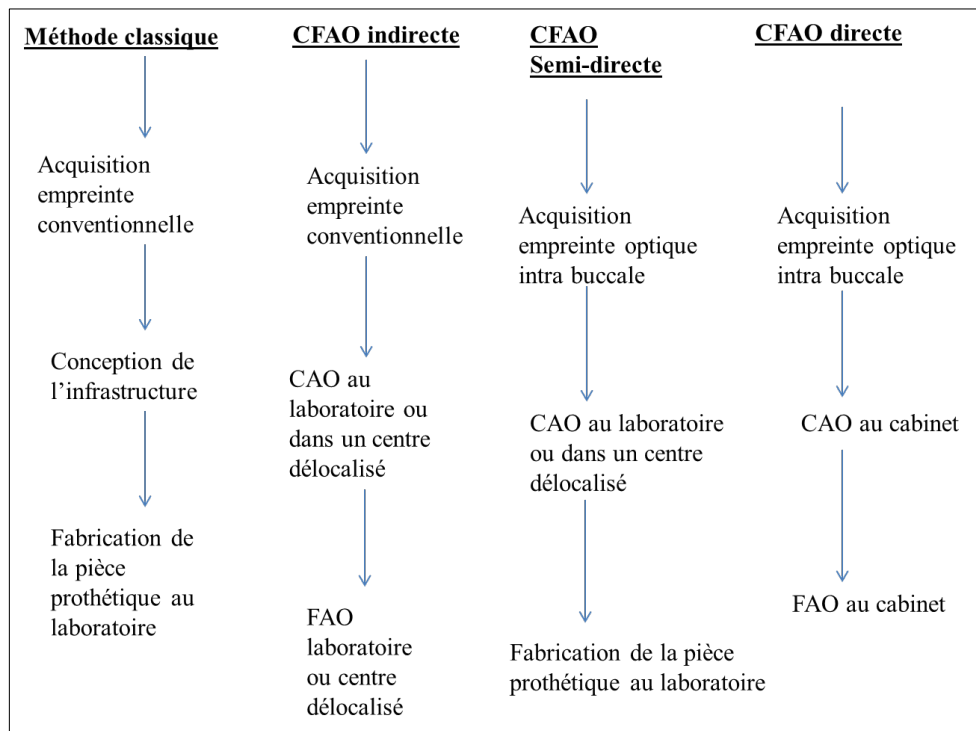 Méthode classique
Acquisition
empreinte
conventionnelle
Conception de
l’infrastructure
Fabrication de
la pièce
prothétique au
laboratoire
CFAO indirecte
Acquisition
empreinte
conventionnelle
CAO au
laboratoire ou
dans un centre
délocalisé
FAO
laboratoire
ou centre
délocalisé
CFAO
Semi-directe
Acquisition
empreinte optique
intra buccale
CAO au laboratoire
ou dans un centre
délocalisé
Fabrication de la pièce
prothétique au laboratoire
CFAO directe
Acquisition
empreinte optique
intra buccale
CAO au cabinet
FAO au cabinet